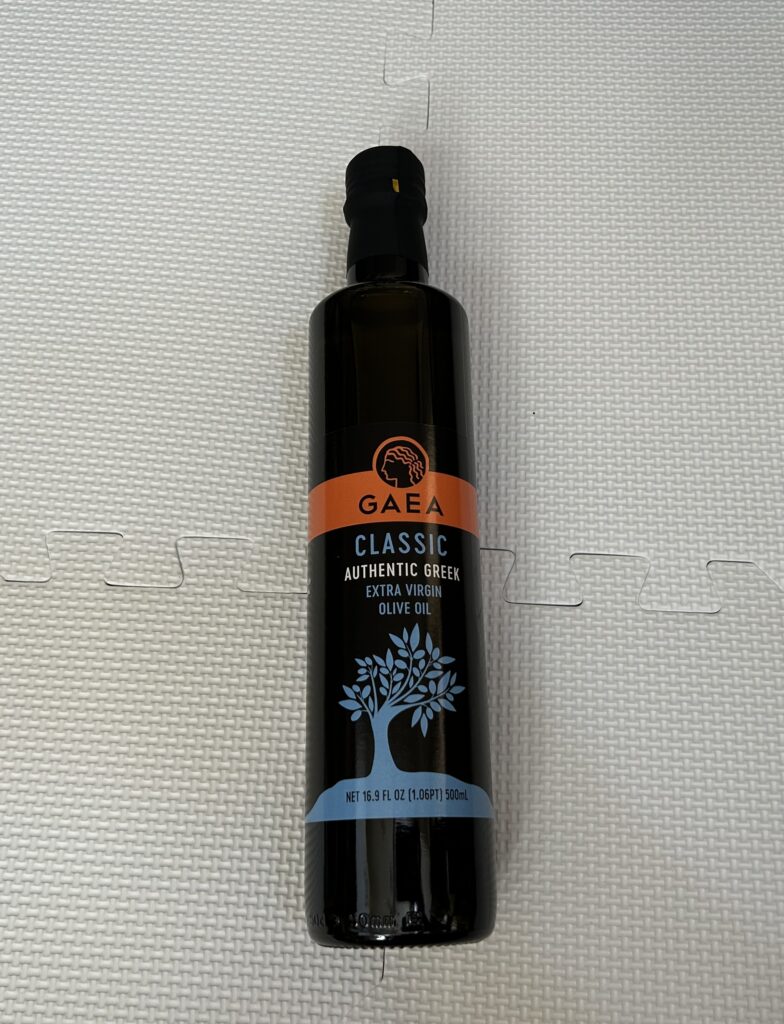 GAEA
CLASSIC
AUTHENTIC GREEK
EXTRA VIRGIN
OLIVE OIL
NET 16.9 FL OZ (1.06PT) 500mL